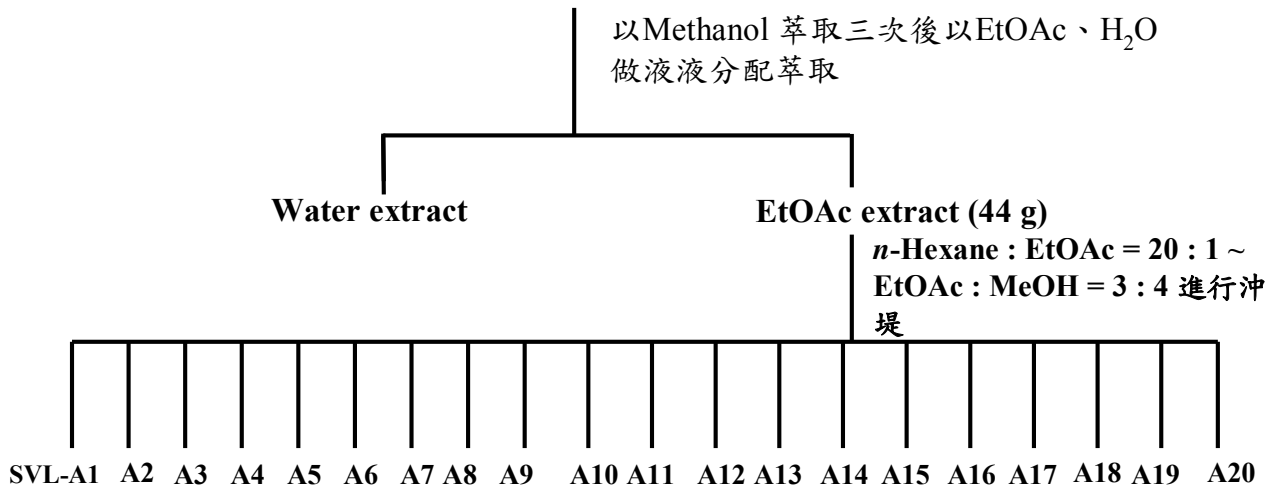 以Methanol 萃取三次後以EtOAc、H₂O
做液液分配萃取
Water extract
EtOAc extract (44 g)
n-Hexane : EtOAc = 20 : 1 ~
EtOAc : MeOH = 3 : 4 進行沖
堤
SVL-A1 A2 A3 A4 A5 A6 A7 A8 A9 A10 A11 A12 A13 A14 A15 A16 A17 A18 A19 A20